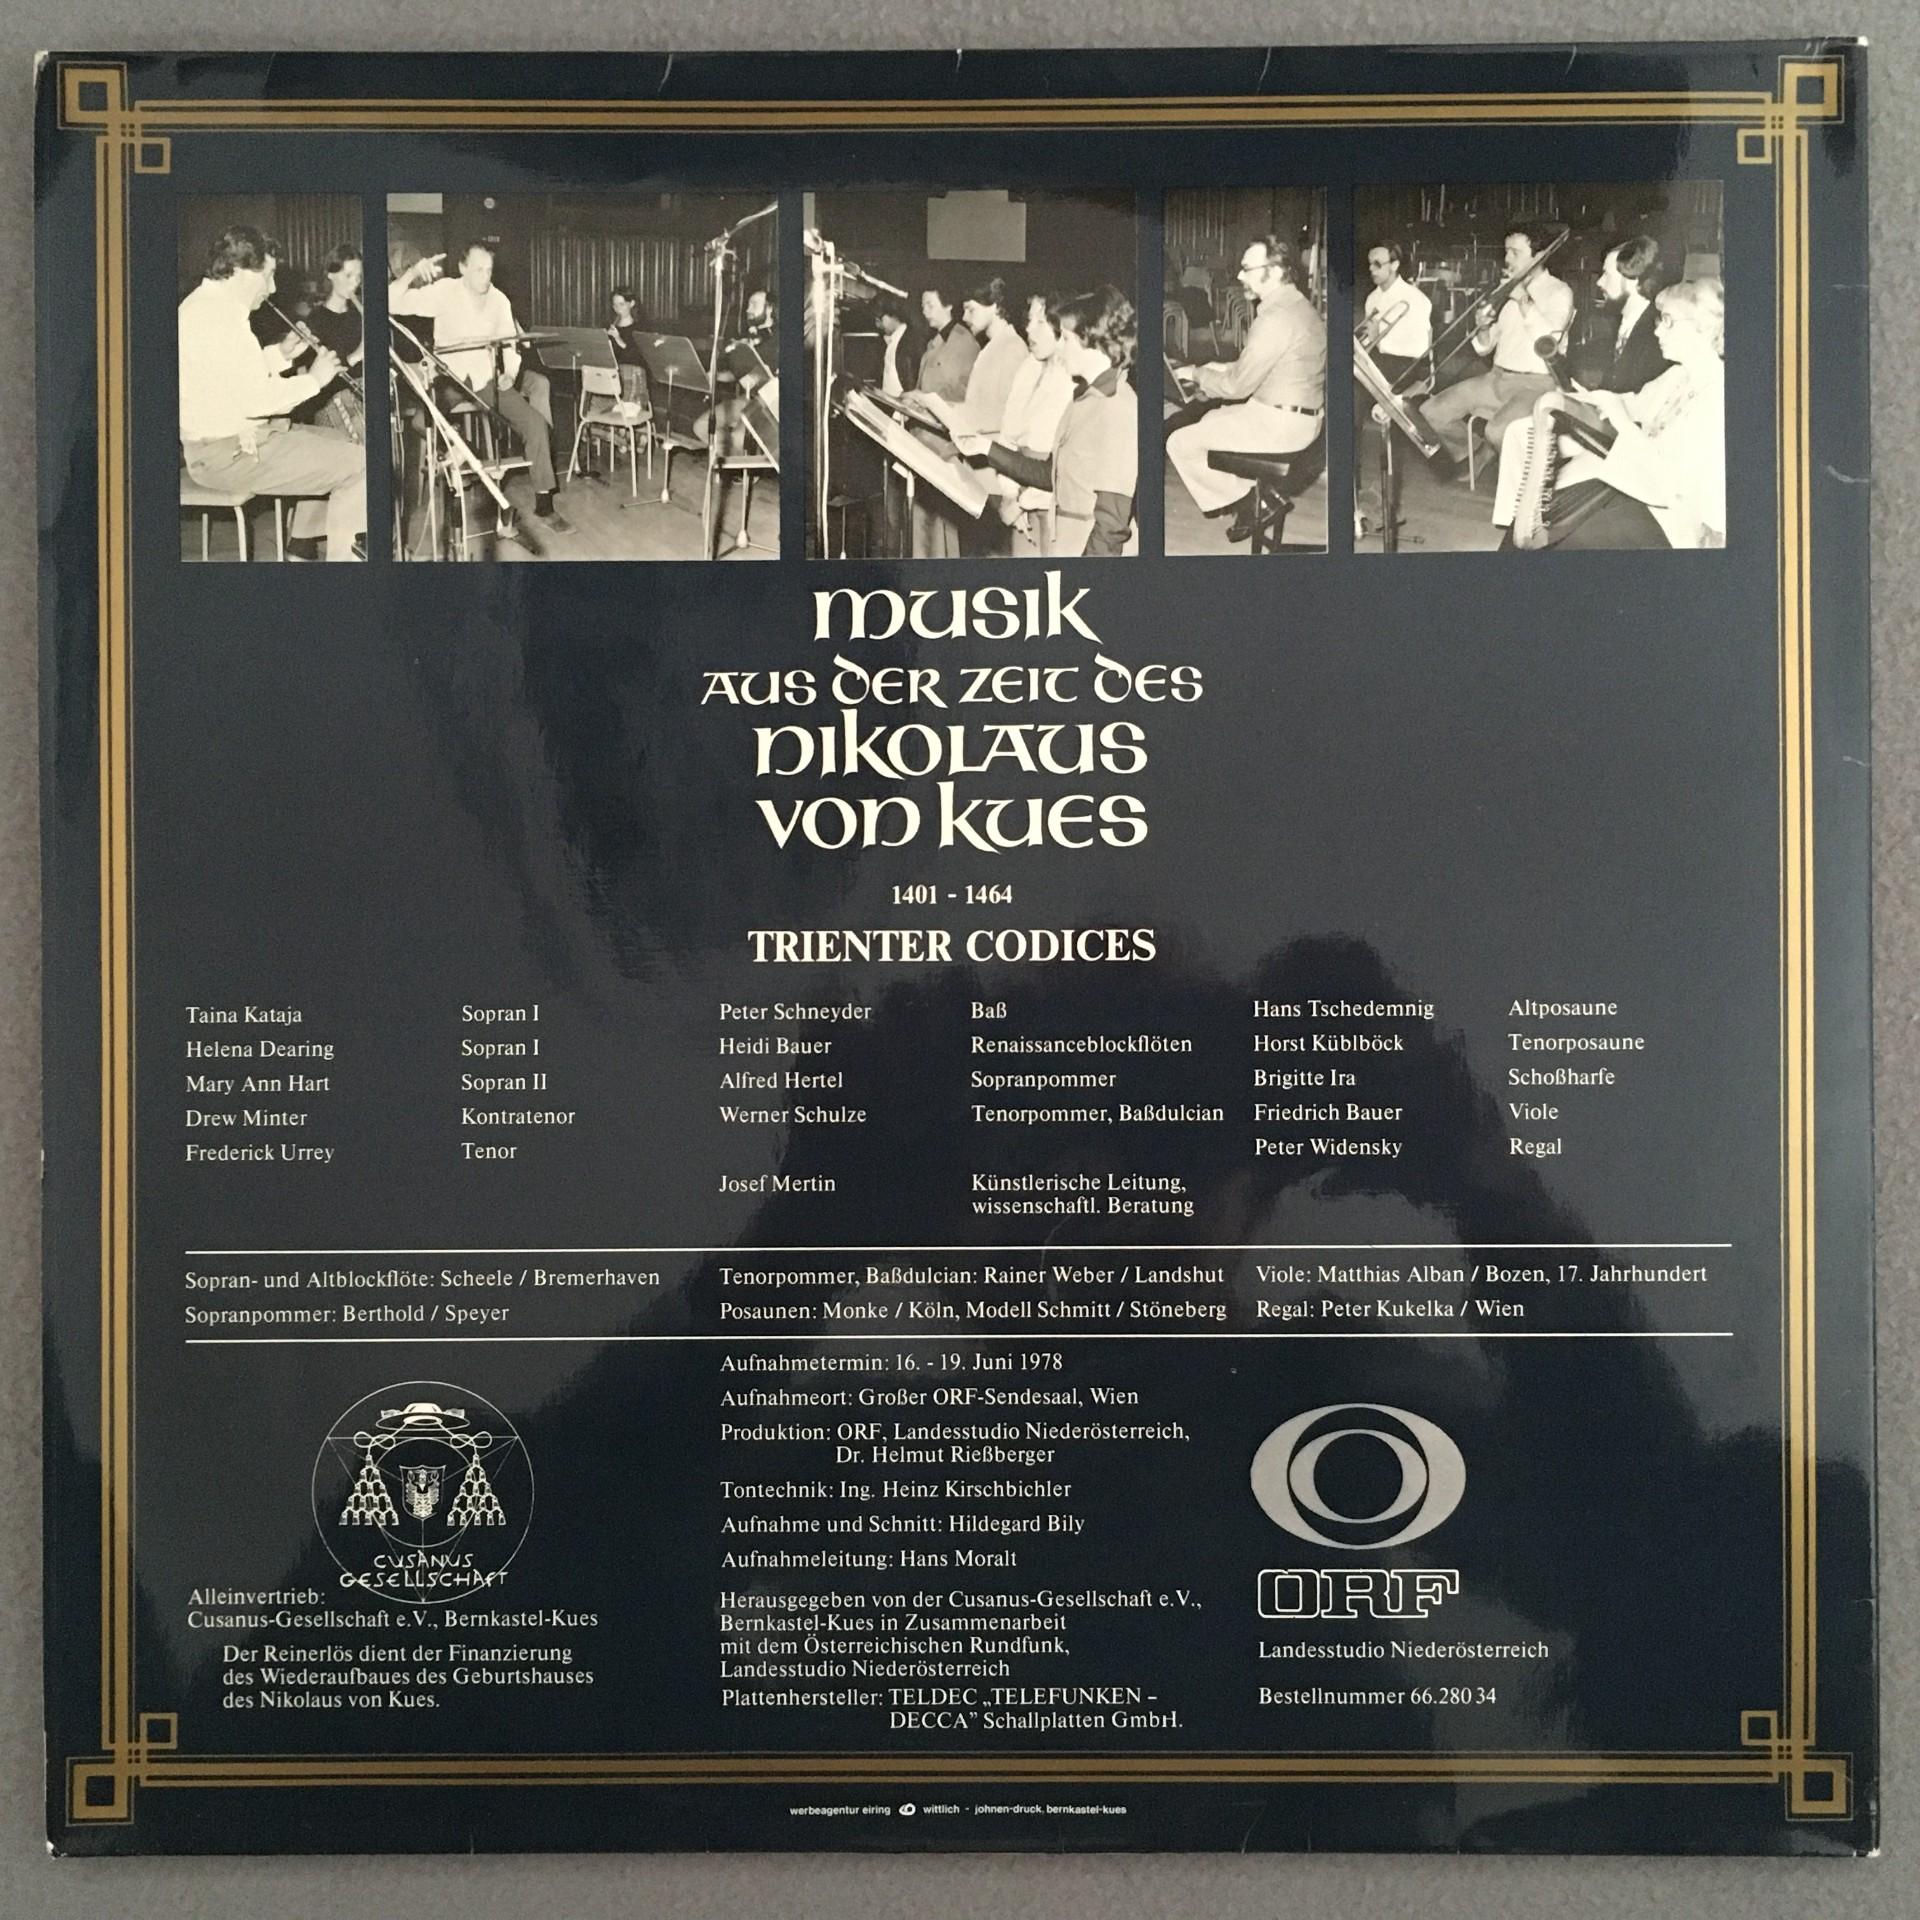 musik
aus der zeit des
nikolaus
von kues
1401 - 1464
TRIENTER CODICES
Taina Kataja Sopran I
Helena Dearing Sopran I
Mary Ann Hart Sopran II
Drew Minter Kontratenor
Frederick Urrey Tenor
Peter Schneyder Baß
Heidi Bauer Renaissanceblockflöten
Alfred Hertel Sopranpommer
Werner Schulze Tenorpommer, Baßdulcian
Josef Mertin Künstlerische Leitung,
wissenschaftl. Beratung
Hans Tschedemnig Altposaune
Horst Küblböck Tenorposaune
Brigitte Ira Schoßharfe
Friedrich Bauer Viole
Peter Widensky Regal
Sopran- und Altblockflöte: Scheele / Bremerhaven
Sopranpommer: Berthold / Speyer
Tenorpommer, Baßdulcian: Rainer Weber / Landshut
Posaunen: Monke / Köln, Modell Schmitt / Stöneberg
Viole: Matthias Alban / Bozen, 17. Jahrhundert
Regal: Peter Kukelka / Wien
CUSANUS
GESELLSCHAFT
Alleinvertrieb:
Cusanus-Gesellschaft e.V., Bernkastel-Kues
Der Reinerlös dient der Finanzierung
des Wiederaufbaues des Geburtshauses
des Nikolaus von Kues.
Aufnahmetermin: 16. - 19. Juni 1978
Aufnahmeort: Großer ORF-Sendesaal, Wien
Produktion: ORF, Landesstudio Niederösterreich,
Dr. Helmut Rießberger
Tontechnik: Ing. Heinz Kirschbichler
Aufnahme und Schnitt: Hildegard Bily
Aufnahmeleitung: Hans Moralt
Herausgegeben von der Cusanus-Gesellschaft e.V.,
Bernkastel-Kues in Zusammenarbeit
mit dem Österreichischen Rundfunk,
Landesstudio Niederösterreich
Plattenhersteller: TELDEC „TELEFUNKEN –
DECCA” Schallplatten GmbH.
ORF
Landesstudio Niederösterreich
Bestellnummer 66.280 34
werbeagentur eiring wittlich - johnen-druck, bernkastel-kues